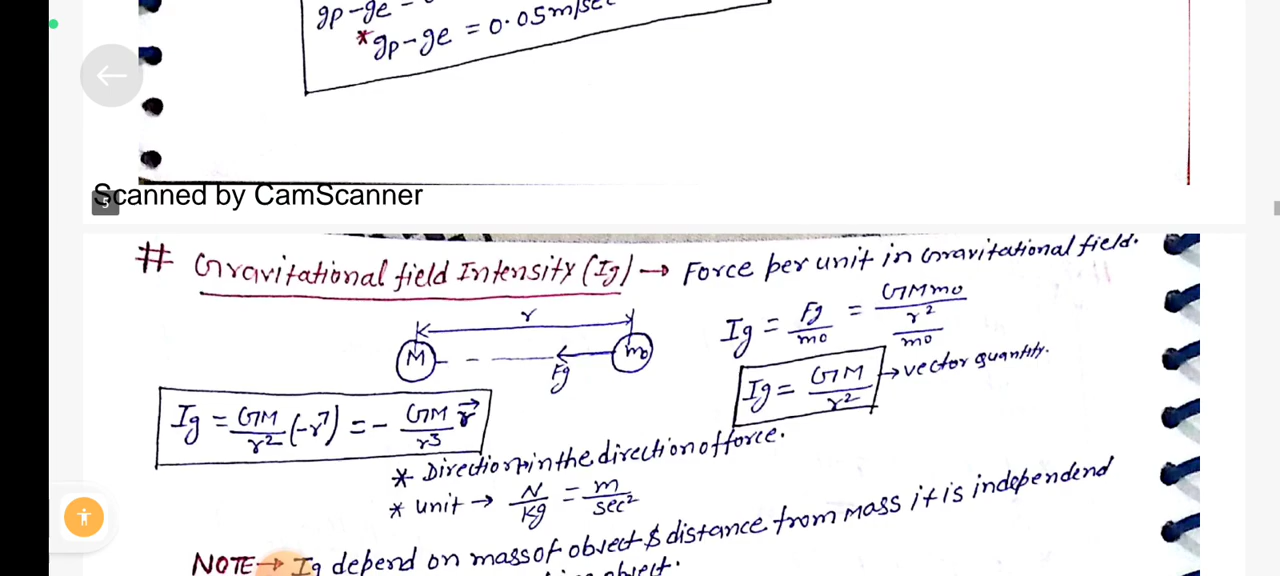 gp-ge -
*gp-ge = 0.05m/sec
Scanned by CamScanner
5
# Gravitational field Intensity (Ig) → Force per unit in Gravitational field.
r
M
m0
Fg
Ig = Fg/m0 = GMm0/r²/m0
Ig = GM/r² → vector quantity.
Ig = GM/r² (-r⃗) = - GM/r³ r⃗
* Direction → in the direction of force.
* unit → N/kg = m/sec²
NOTE → Ig depend on mass of object & distance from mass it is independend
object.